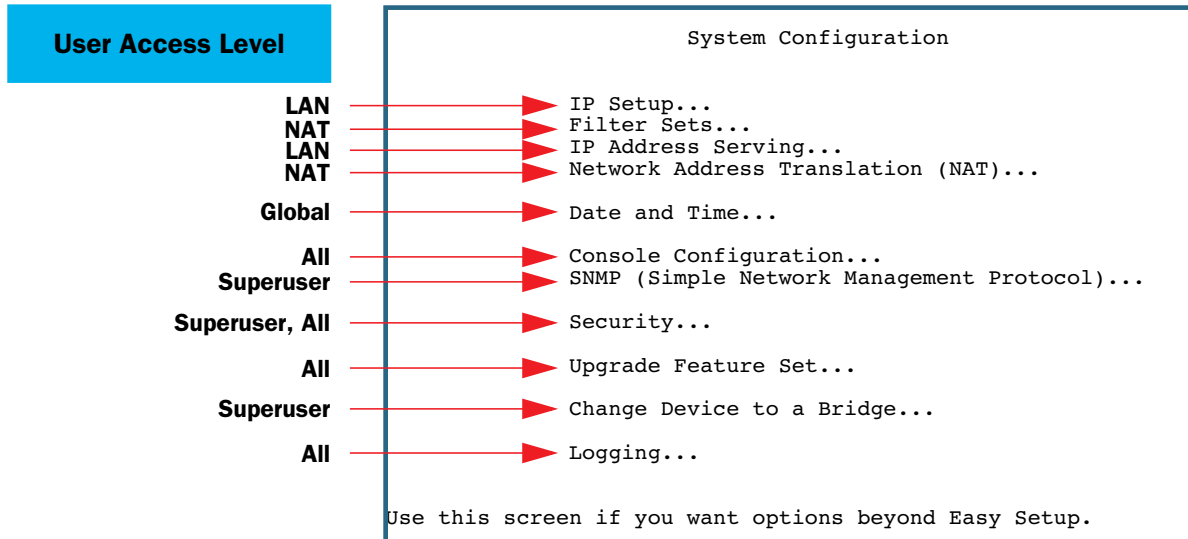 User Access Level
System Configuration
LAN IP Setup...
NAT Filter Sets...
LAN IP Address Serving...
NAT Network Address Translation (NAT)...
Global Date and Time...
All Console Configuration...
Superuser SNMP (Simple Network Management Protocol)...
Superuser, All Security...
All Upgrade Feature Set...
Superuser Change Device to a Bridge...
All Logging...
Use this screen if you want options beyond Easy Setup.